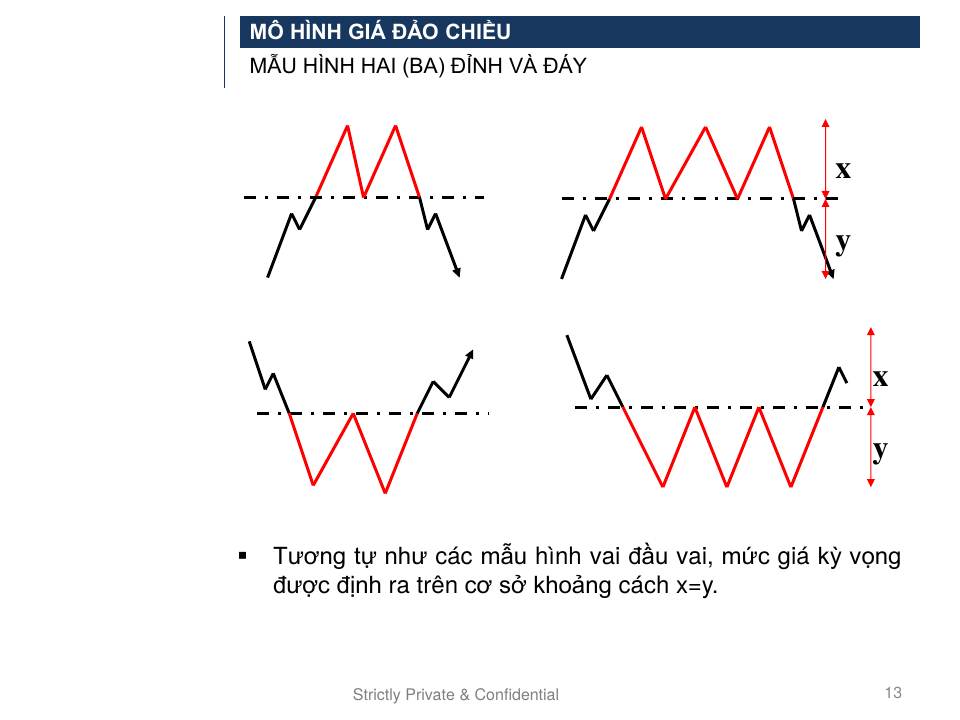 MÔ HÌNH GIÁ ĐẢO CHIỀU
MẪU HÌNH HAI (BA) ĐỈNH VÀ ĐÁY
x
y
x
y
▪ Tương tự như các mẫu hình vai đầu vai, mức giá kỳ vọng
được định ra trên cơ sở khoảng cách x=y.
Strictly Private & Confidential
13